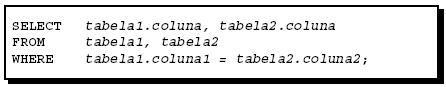 SELECT tabela1.coluna, tabela2.coluna
FROM tabela1, tabela2
WHERE tabela1.coluna1 = tabela2.coluna2;